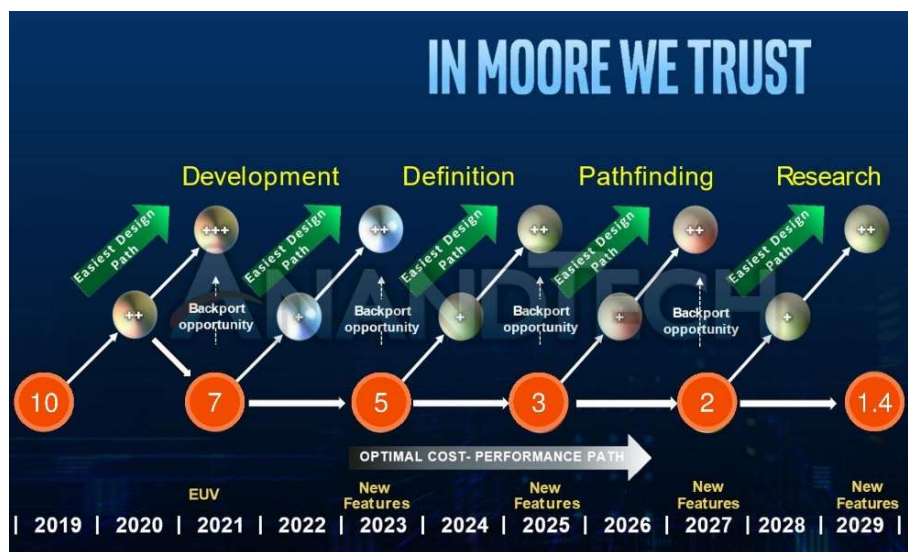 IN MOORE WE TRUST
Development
Definition
Pathfinding
Research
Easiest Design
Path
+++
Easiest Design
Path
++
Easiest Design
Path
++
Easiest Design
Path
++
Easiest Design
Path
++
ANANDTECH
++
Backport
opportunity
+
Backport
opportunity
+
Backport
opportunity
+
Backport
opportunity
+
10
7
5
3
2
1.4
OPTIMAL COST- PERFORMANCE PATH
EUV
New
Features
New
Features
New
Features
New
Features
| 2019 | 2020 | 2021 | 2022 | 2023 | 2024 | 2025 | 2026 | 2027 | 2028 | 2029 |